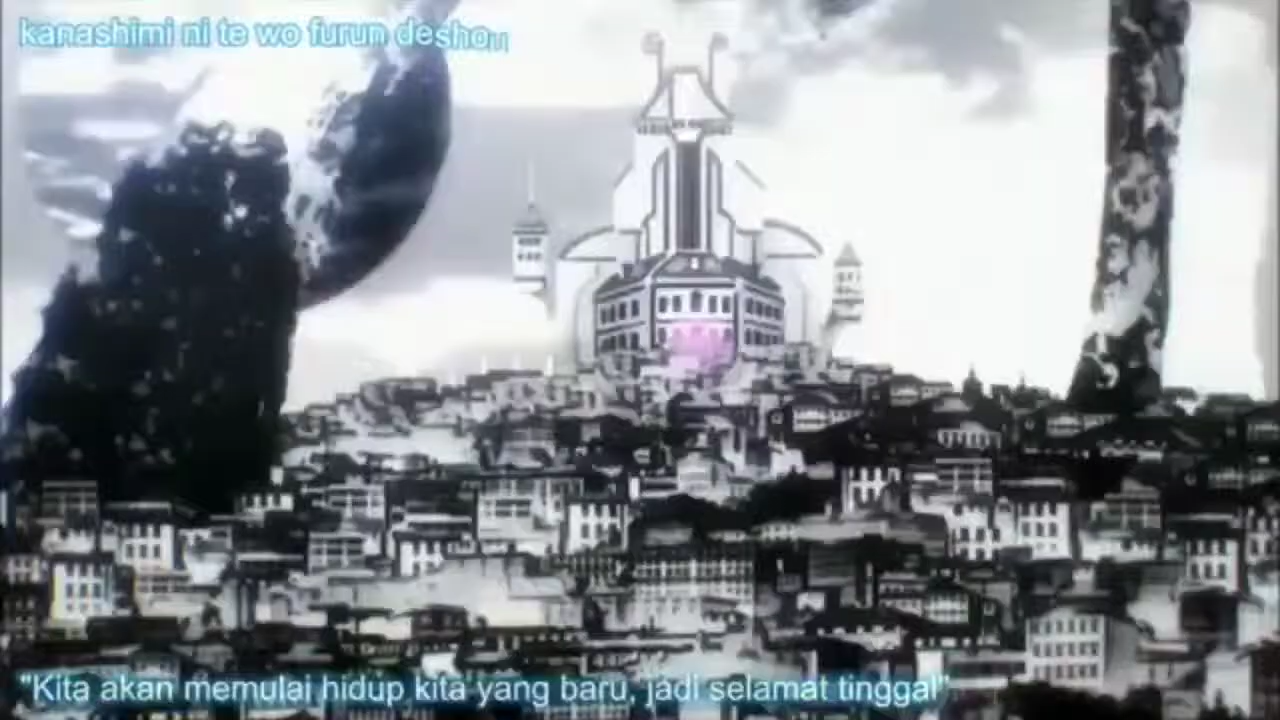 kanashimi ni te wo furun deshou
"Kita akan memulai hidup kita yang baru, jadi selamat tinggal"